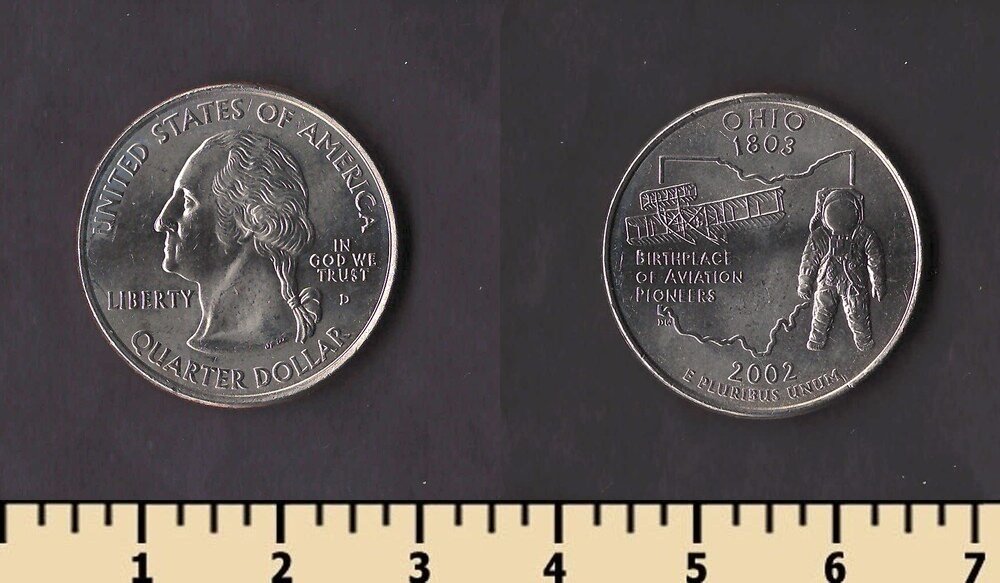 UNITED STATES OF AMERICA
IN
GOD WE
TRUST
D
LIBERTY
QUARTER DOLLAR
OHIO
1803
BIRTHPLACE
OF AVIATION
PIONEERS
2002
E PLURIBUS UNUM
1 2 3 4 5 6 7